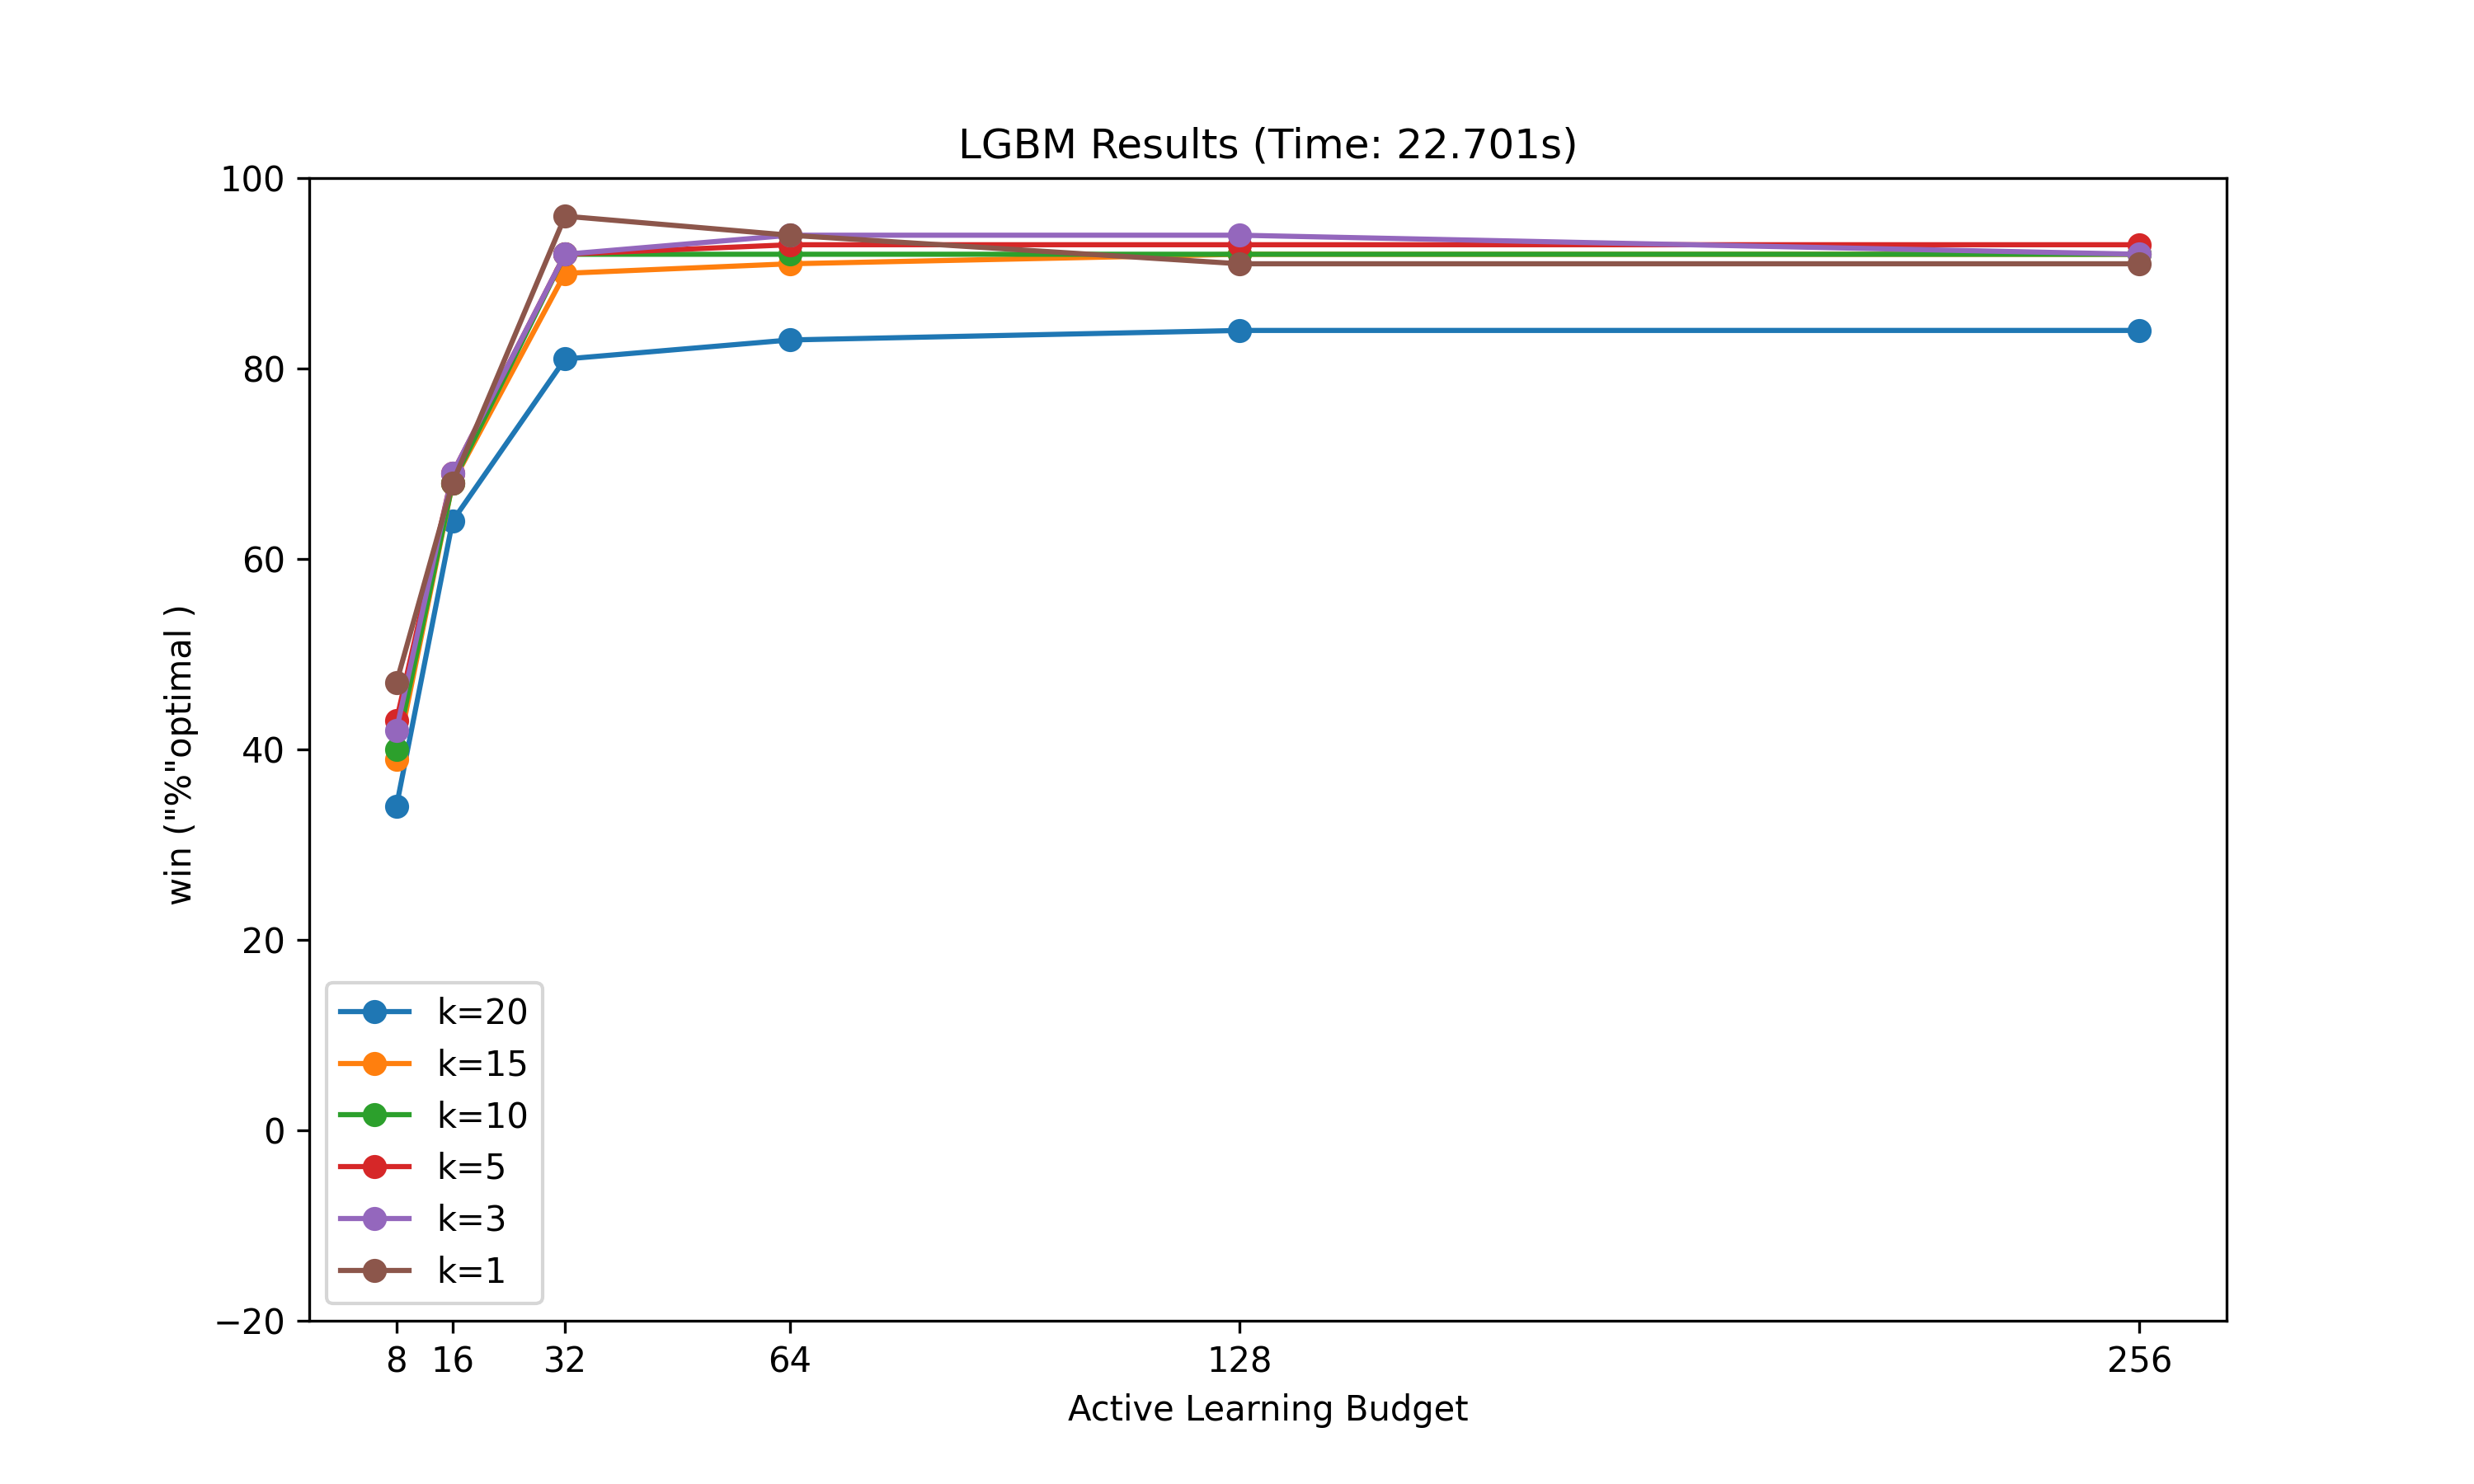 LGBM Results (Time: 22.701s)
100
80
60
40
20
0
−20
win ("%"optimal )
k=20
k=15
k=10
k=5
k=3
k=1
8 16 32 64 128 256
Active Learning Budget